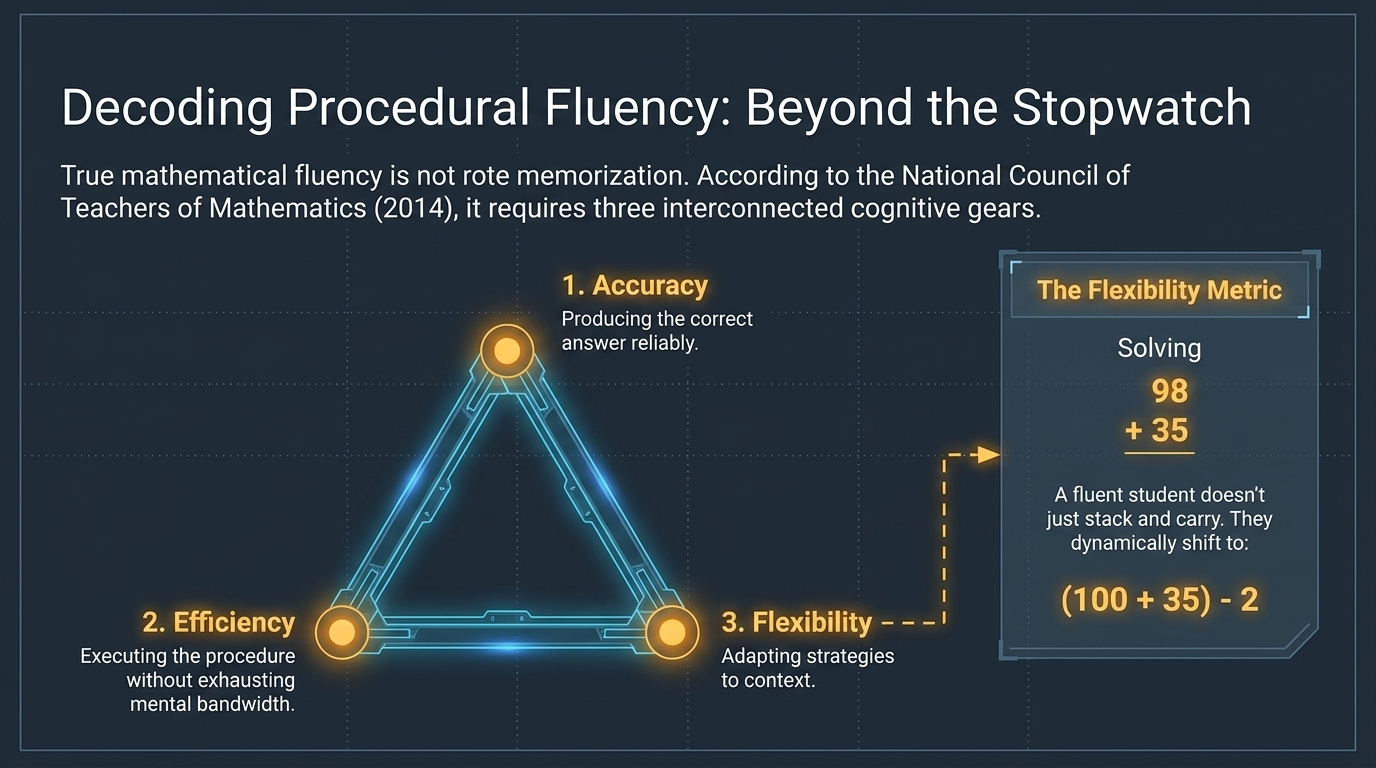 Decoding Procedural Fluency: Beyond the Stopwatch
True mathematical fluency is not rote memorization. According to the National Council of
Teachers of Mathematics (2014), it requires three interconnected cognitive gears.
1. Accuracy
Producing the correct
answer reliably.
2. Efficiency
Executing the procedure
without exhausting
mental bandwidth.
3. Flexibility
Adapting strategies
to context.
The Flexibility Metric
Solving
98
+ 35
A fluent student doesn't
just stack and carry. They
dynamically shift to:
(100 + 35) - 2